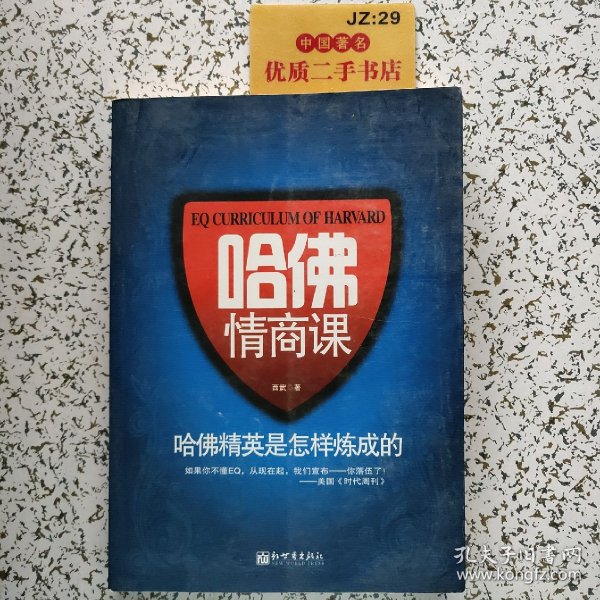 JZ:29
中国著名
优质二手书店
EQ CURRICULUM OF HARVARD
哈佛
情商课
西武◎著
哈佛精英是怎样炼成的
如果你不懂EQ，从现在起，我们宣布——你落伍了！
——美国《时代周刊》
新世界出版社
NEW WORLD PRESS
孔夫子旧书网
www.kongfz.com